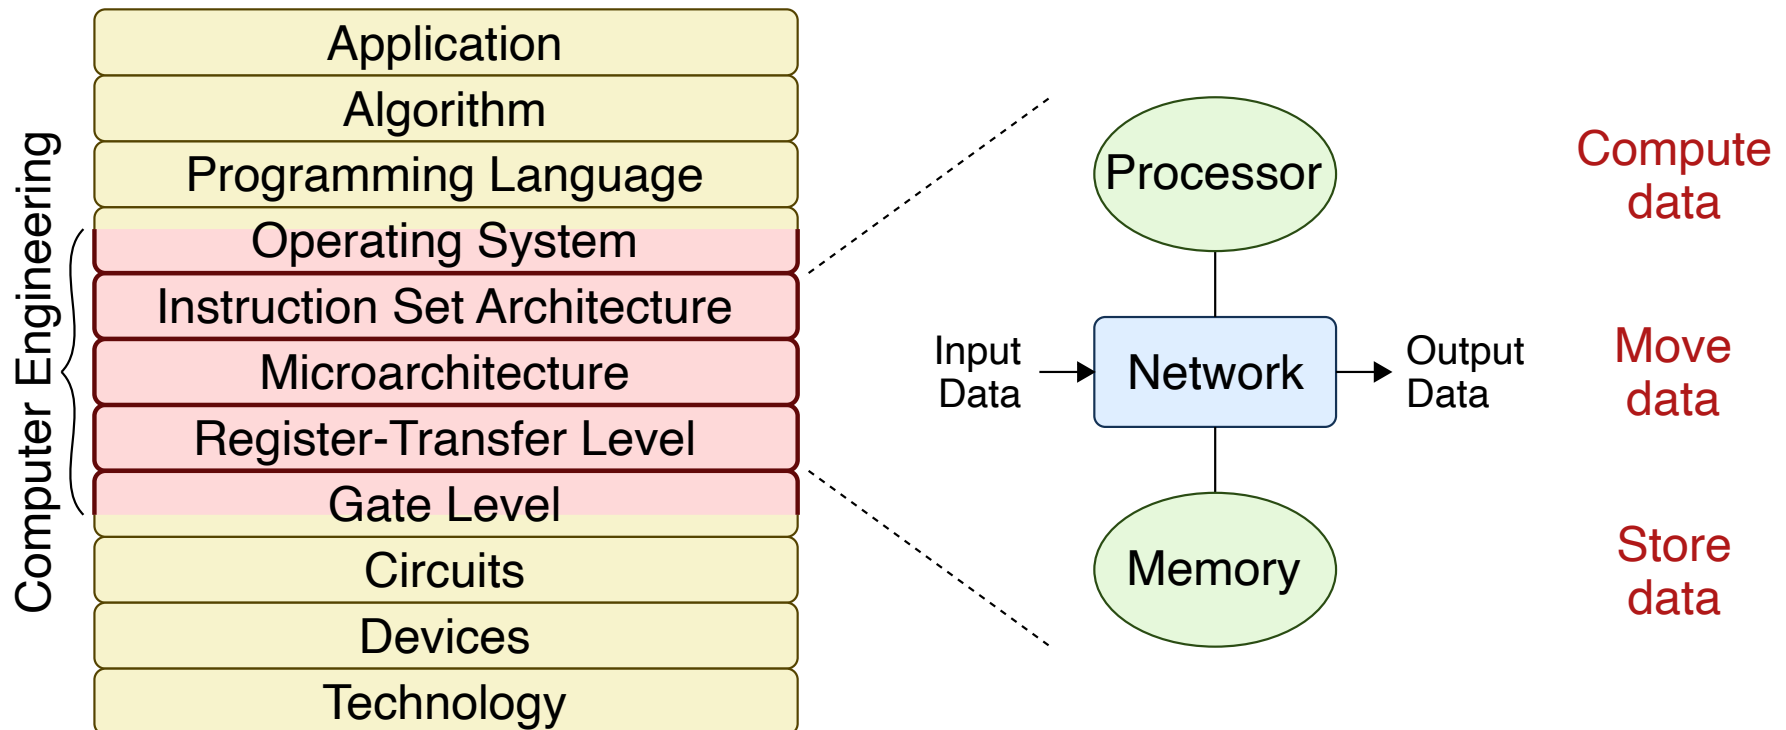 Computer Engineering
Application
Algorithm
Programming Language
Operating System
Instruction Set Architecture
Microarchitecture
Register-Transfer Level
Gate Level
Circuits
Devices
Technology
Processor
Input
Data
Network
Output
Data
Memory
Compute
data
Move
data
Store
data